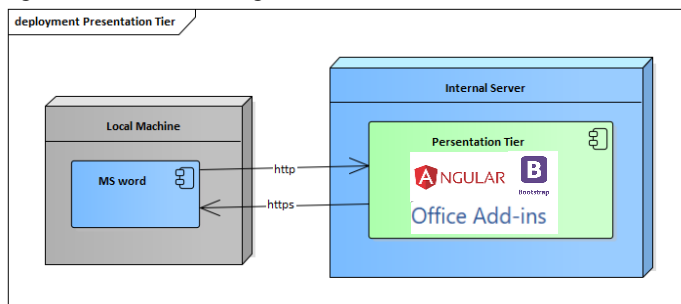 deployment Presentation Tier
Local Machine
MS word
http
https
Internal Server
Persentation Tier
ANGULAR
B
Bootstrap
Office Add-ins